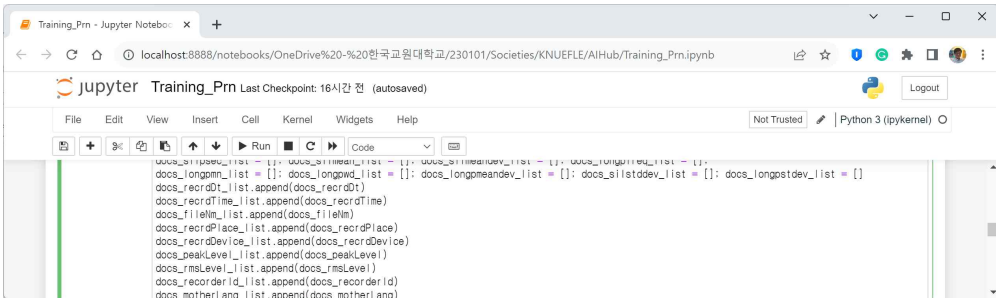 Training_Prn - Jupyter Noteboo
localhost:8888/notebooks/OneDrive%20-%20한국교원대학교/230101/Societies/KNUEFLE/AIHub/Training_Prn.ipynb
jupyter Training_Prn Last Checkpoint: 16시간 전 (autosaved)
Logout
File Edit View Insert Cell Kernel Widgets Help
Not Trusted Python 3 (ipykernel)
Run Code
docs_longpmn_list = []; docs_longpwd_list = []; docs_longpmeandev_list = []; docs_silstddev_list = []; docs_longpstdev_list = []
docs_recrdDt_list.append(docs_recrdDt)
docs_recrdTime_list.append(docs_recrdTime)
docs_fileNm_list.append(docs_fileNm)
docs_recrdPlace_list.append(docs_recrdPlace)
docs_recrdDevice_list.append(docs_recrdDevice)
docs_peakLevel_list.append(docs_peakLevel)
docs_rmsLevel_list.append(docs_rmsLevel)
docs_recorderId_list.append(docs_recorderId)
docs_motherLang_list.append(docs_motherLang)